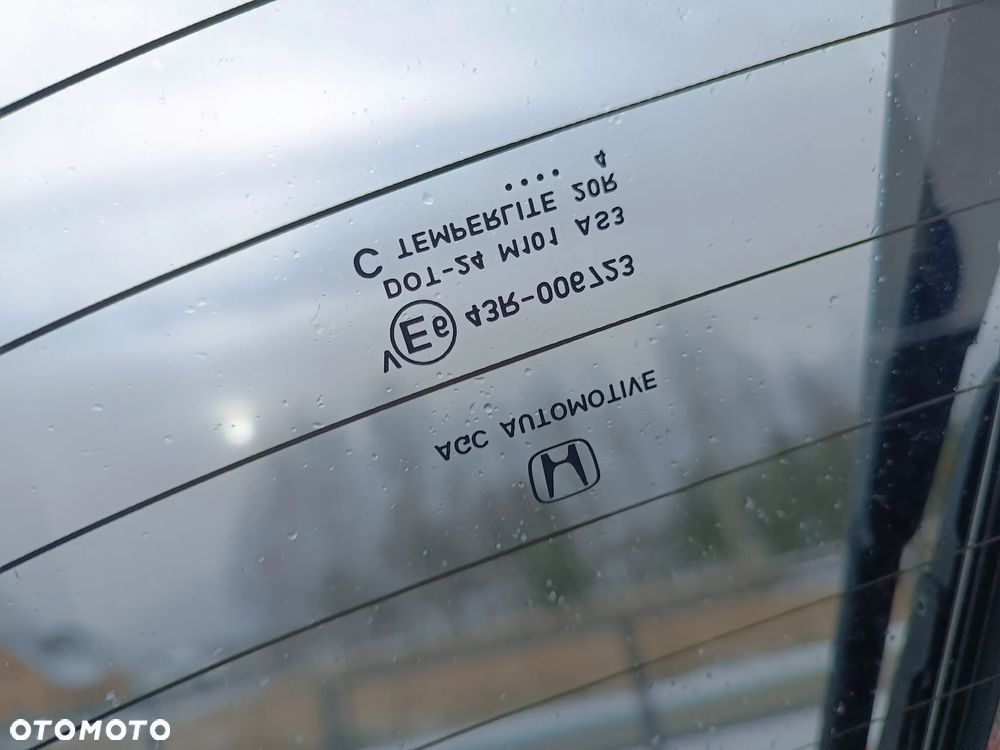 AGC AUTOMOTIVE
V E6 43R-006723
DOT-24 M101 AS3
C TEMPERLITE 20R
.... 4
OTOMOTO